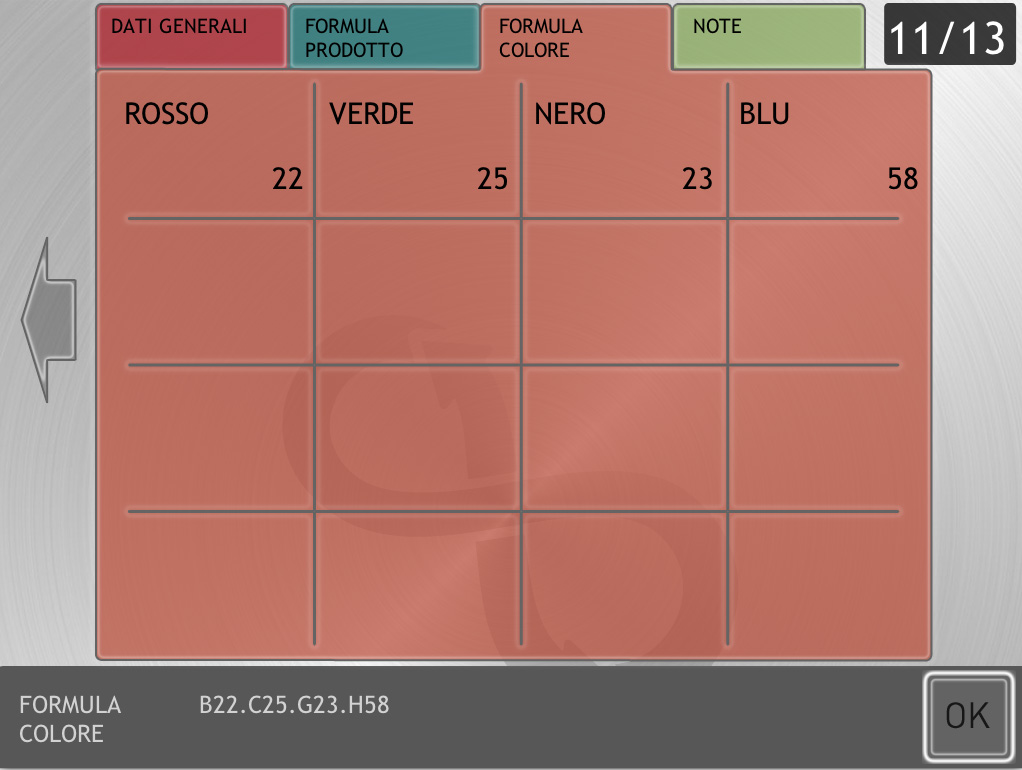 DATI GENERALI
FORMULA
PRODOTTO
FORMULA
COLORE
NOTE
11/13
ROSSO
22
VERDE
25
NERO
23
BLU
58
FORMULA
COLORE
B22.C25.G23.H58
OK